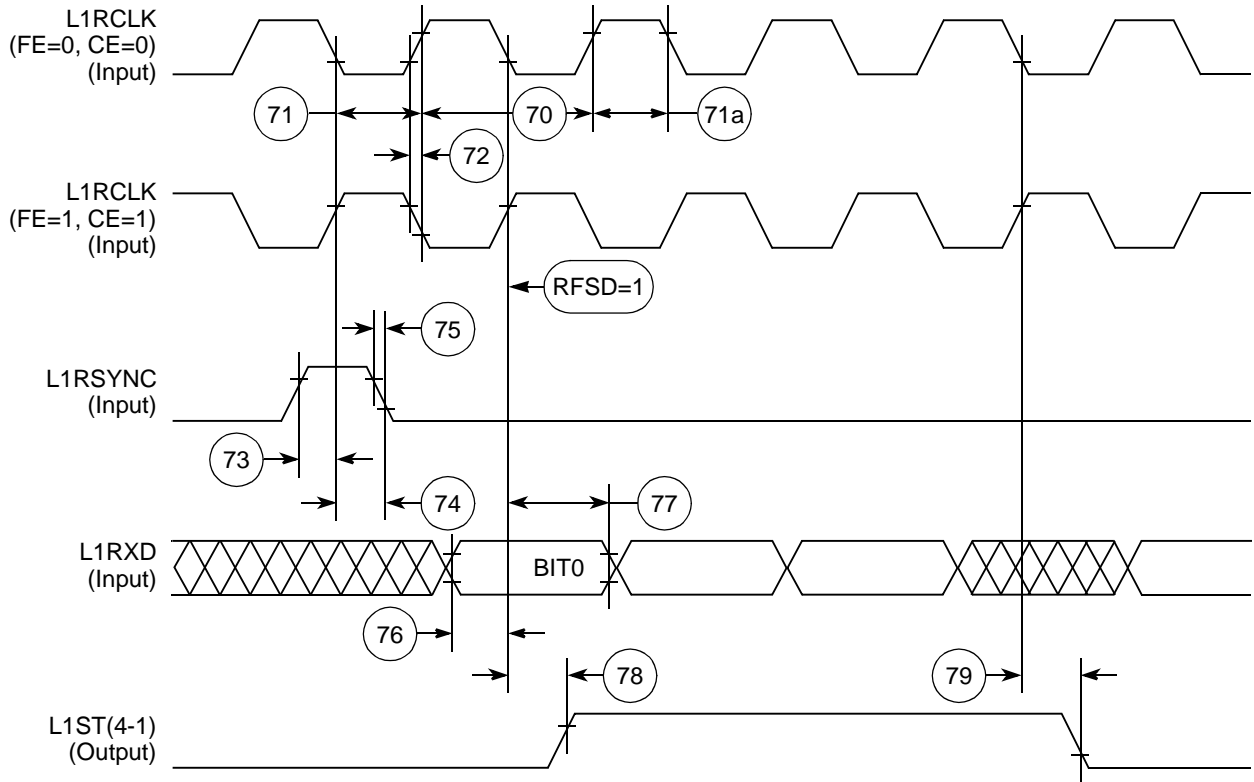 L1RCLK
(FE=0, CE=0)
(Input)
71
70
71a
72
L1RCLK
(FE=1, CE=1)
(Input)
RFSD=1
75
L1RSYNC
(Input)
73
74
77
L1RXD
(Input)
BIT0
76
78
79
L1ST(4-1)
(Output)